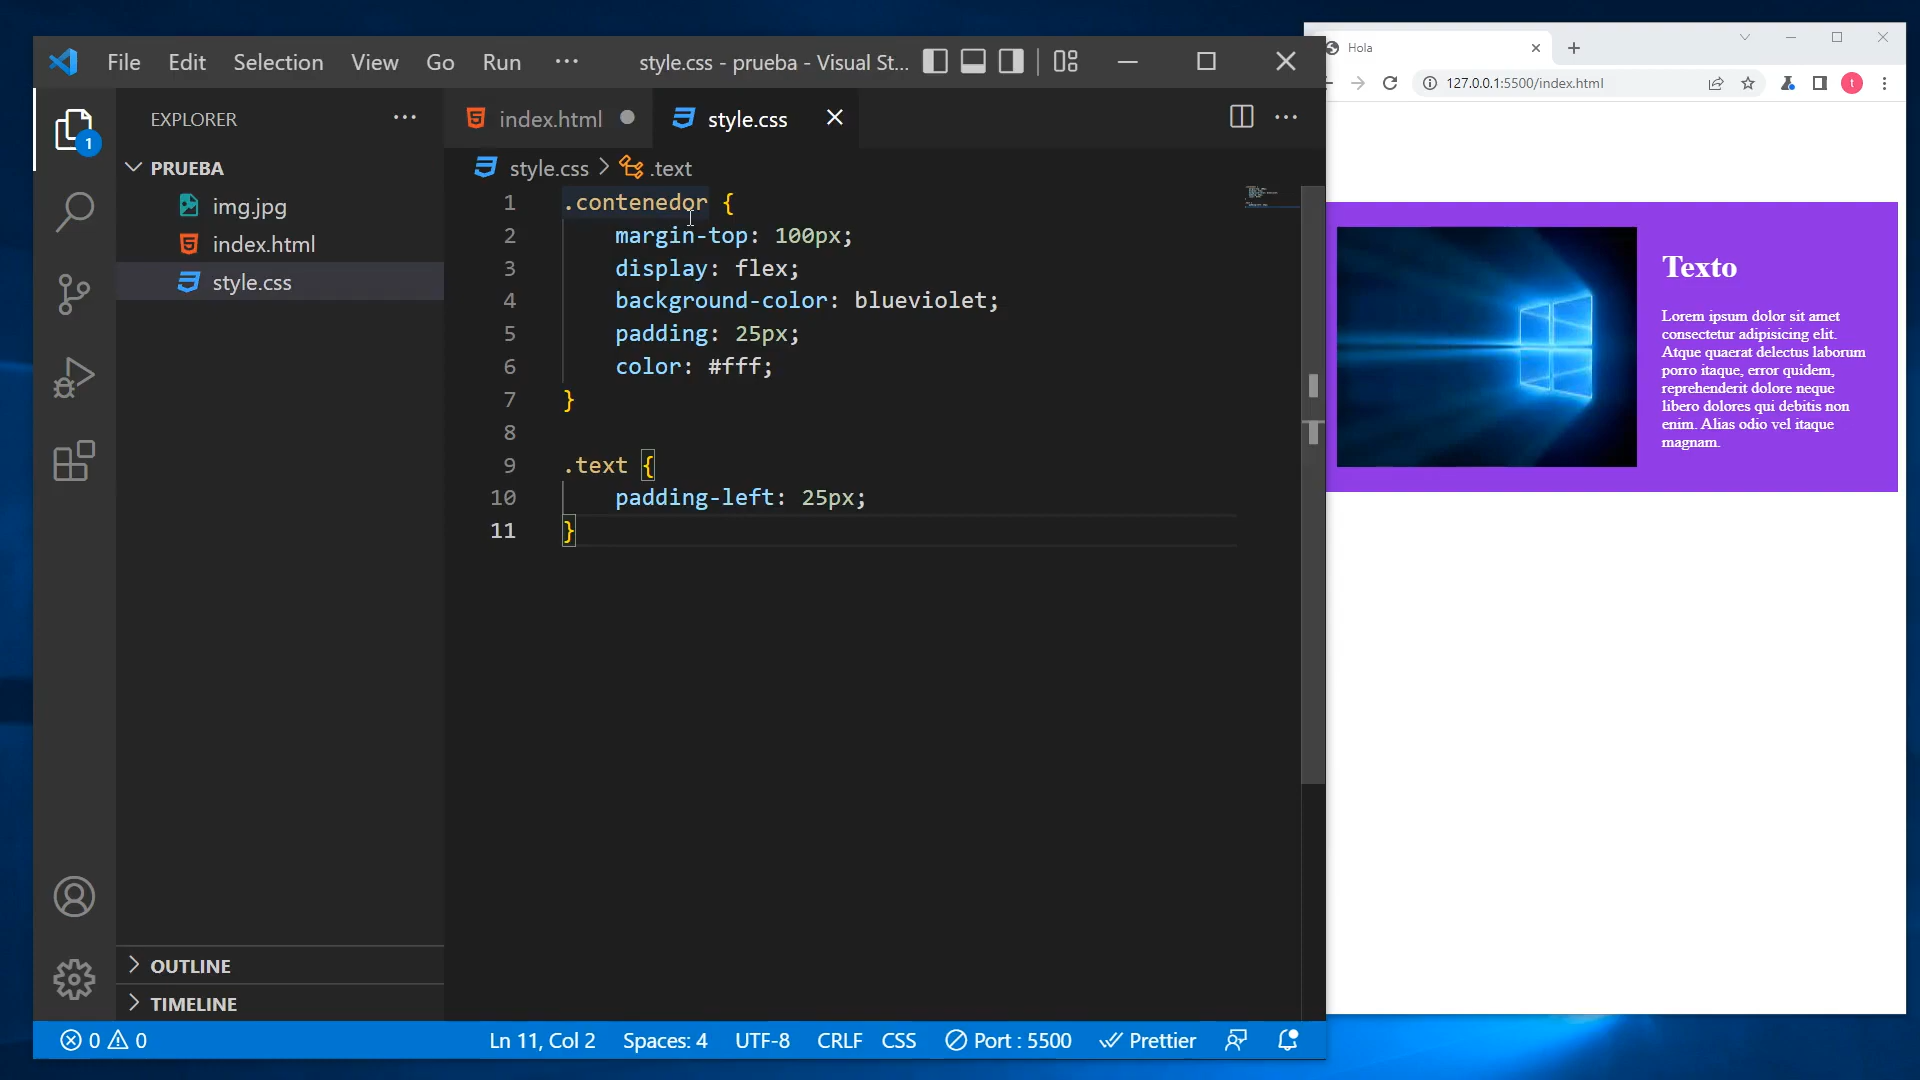 File Edit Selection View Go Run ··· style.css - prueba - Visual St...
EXPLORER ···
PRUEBA
img.jpg
index.html
style.css
OUTLINE
TIMELINE
1
index.html
style.css
style.css > .text
1 .contenedor {
2 margin-top: 100px;
3 display: flex;
4 background-color: blueviolet;
5 padding: 25px;
6 color: #fff;
7 }
8
9 .text {
10 padding-left: 25px;
11 }
0 0 Ln 11, Col 2 Spaces: 4 UTF-8 CRLF CSS Port : 5500 Prettier
Hola
127.0.0.1:5500/index.html
t
Texto
Lorem ipsum dolor sit amet
consectetur adipisicing elit.
Atque quaerat delectus laborum
porro itaque, error quidem,
reprehenderit dolore neque
libero dolores qui debitis non
enim. Alias odio vel itaque
magnam.